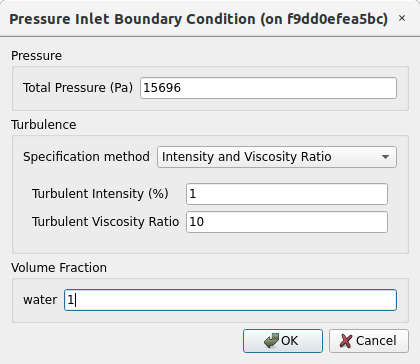 Pressure Inlet Boundary Condition (on f9dd0efea5bc) ×
Pressure
Total Pressure (Pa) 15696
Turbulence
Specification method Intensity and Viscosity Ratio
Turbulent Intensity (%) 1
Turbulent Viscosity Ratio 10
Volume Fraction
water 1
OK Cancel